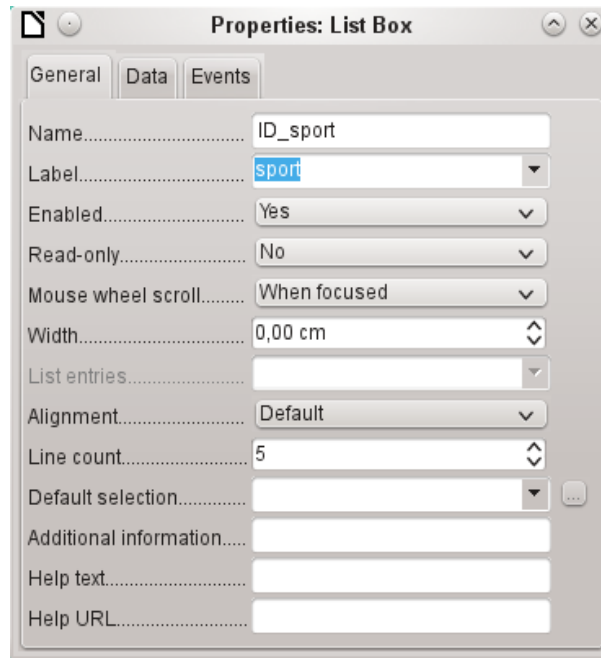 Properties: List Box
General Data Events
Name.............................. ID_sport
Label.............................. sport
Enabled.......................... Yes
Read-only........................ No
Mouse wheel scroll......... When focused
Width.............................. 0,00 cm
List entries......................
Alignment........................ Default
Line count....................... 5
Default selection.............
...
Additional information.....
Help text..........................
Help URL........................